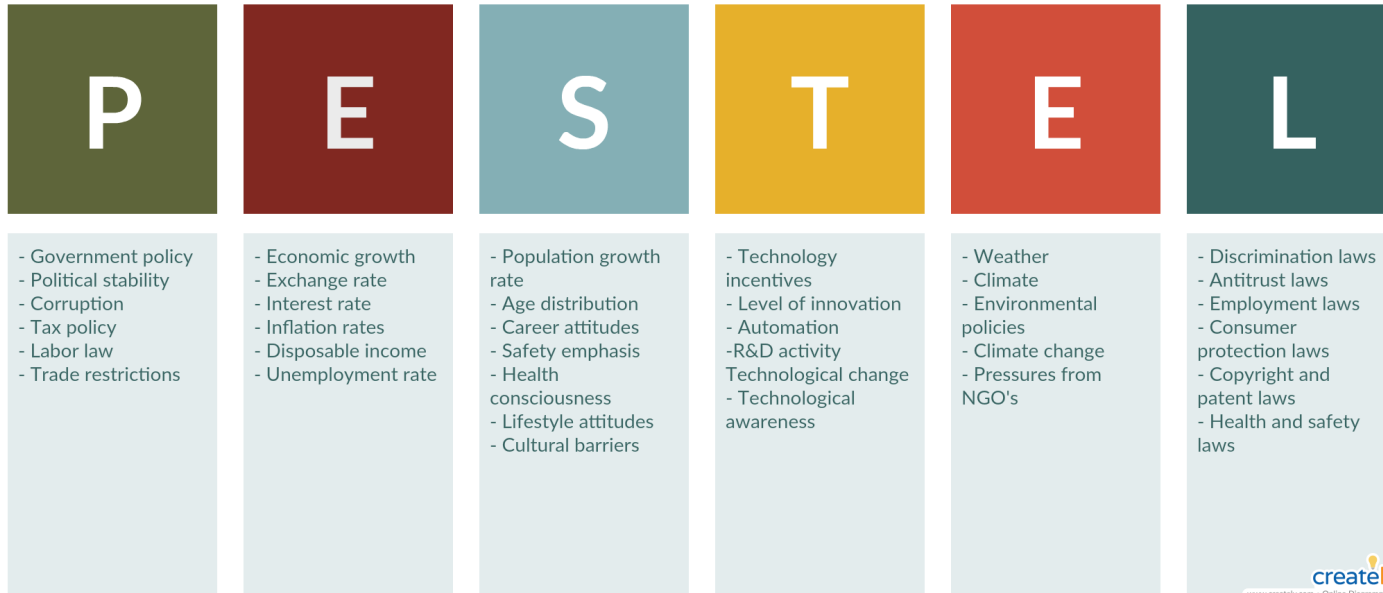 P
E
S
T
E
L
- Government policy
- Political stability
- Corruption
- Tax policy
- Labor law
- Trade restrictions
- Economic growth
- Exchange rate
- Interest rate
- Inflation rates
- Disposable income
- Unemployment rate
- Population growth
rate
- Age distribution
- Career attitudes
- Safety emphasis
- Health
consciousness
- Lifestyle attitudes
- Cultural barriers
- Technology
incentives
- Level of innovation
- Automation
-R&D activity
Technological change
- Technological
awareness
- Weather
- Climate
- Environmental
policies
- Climate change
- Pressures from
NGO's
- Discrimination laws
- Antitrust laws
- Employment laws
- Consumer
protection laws
- Copyright and
patent laws
- Health and safety
laws